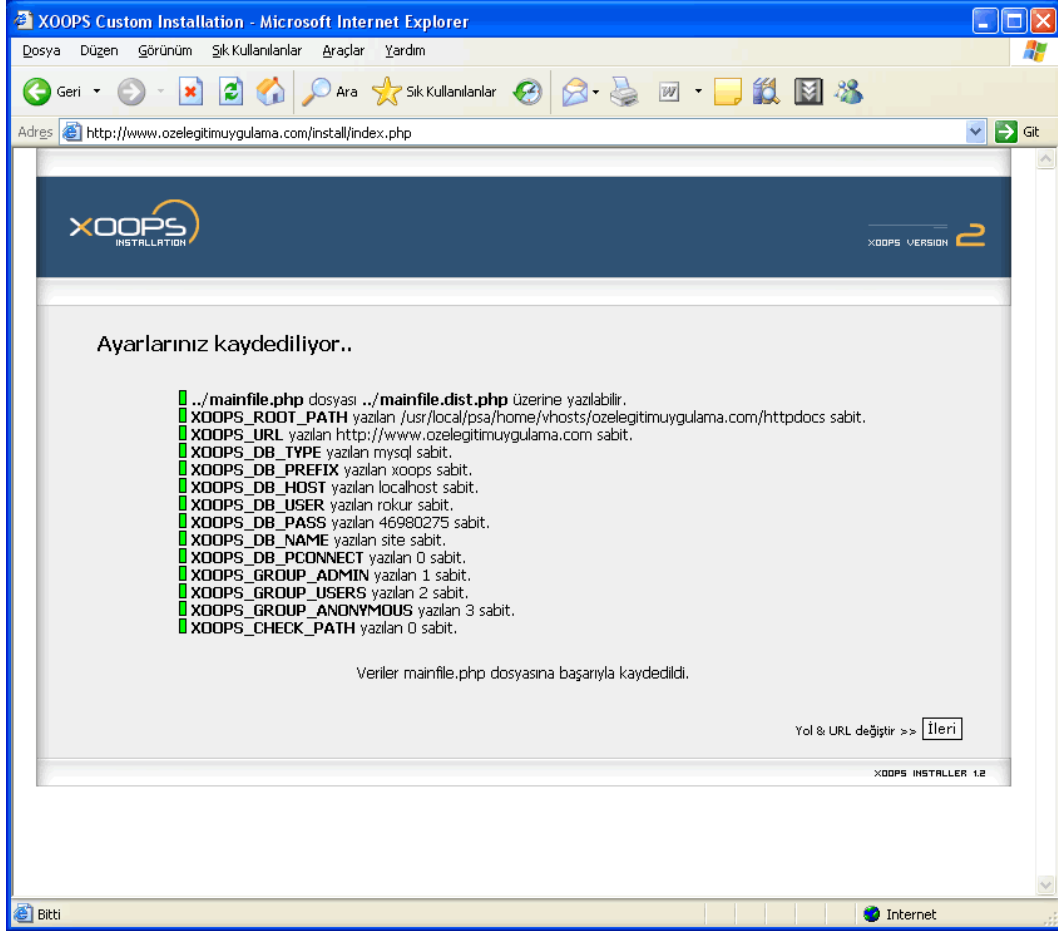 XOOPS Custom Installation - Microsoft Internet Explorer
Dosya Düzen Görünüm Sık Kullanılanlar Araçlar Yardım
Geri Ara Sık Kullanılanlar
Adres http://www.ozelegitimuygulama.com/install/index.php Git
XOOPS
INSTALLATION
XOOPS VERSION 2
Ayarlarınız kaydediliyor..
../mainfile.php dosyası ../mainfile.dist.php üzerine yazılabilir.
XOOPS_ROOT_PATH yazılan /usr/local/psa/home/vhosts/ozelegitimuygulama.com/httpdocs sabit.
XOOPS_URL yazılan http://www.ozelegitimuygulama.com sabit.
XOOPS_DB_TYPE yazılan mysql sabit.
XOOPS_DB_PREFIX yazılan xoops sabit.
XOOPS_DB_HOST yazılan localhost sabit.
XOOPS_DB_USER yazılan rokur sabit.
XOOPS_DB_PASS yazılan 46980275 sabit.
XOOPS_DB_NAME yazılan site sabit.
XOOPS_DB_PCONNECT yazılan 0 sabit.
XOOPS_GROUP_ADMIN yazılan 1 sabit.
XOOPS_GROUP_USERS yazılan 2 sabit.
XOOPS_GROUP_ANONYMOUS yazılan 3 sabit.
XOOPS_CHECK_PATH yazılan 0 sabit.
Veriler mainfile.php dosyasına başarıyla kaydedildi.
Yol & URL değiştir >> İleri
XOOPS INSTALLER 1.2
Bitti Internet